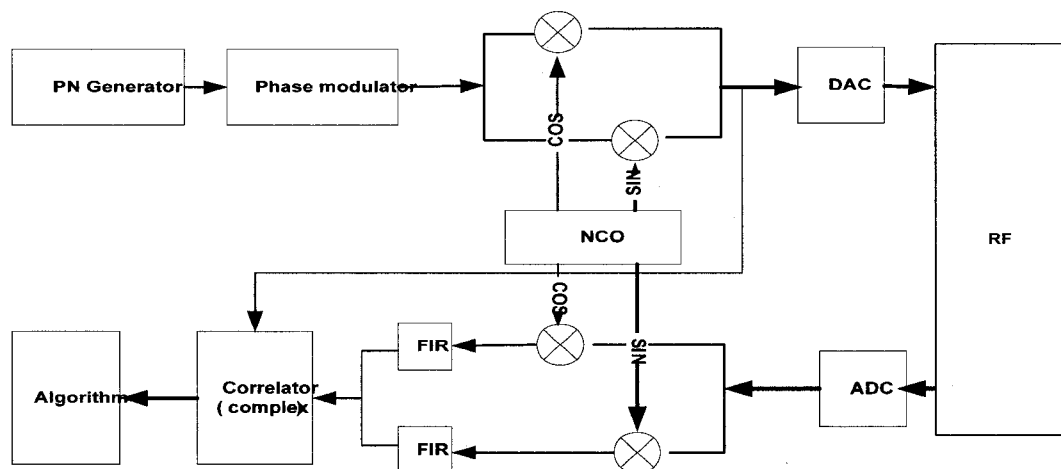 PN Generator
Phase modulator
DAC
COS
SIN
NCO
RF
COS
SIN
FIR
Algorithm
Correlator
( complex
ADC
FIR